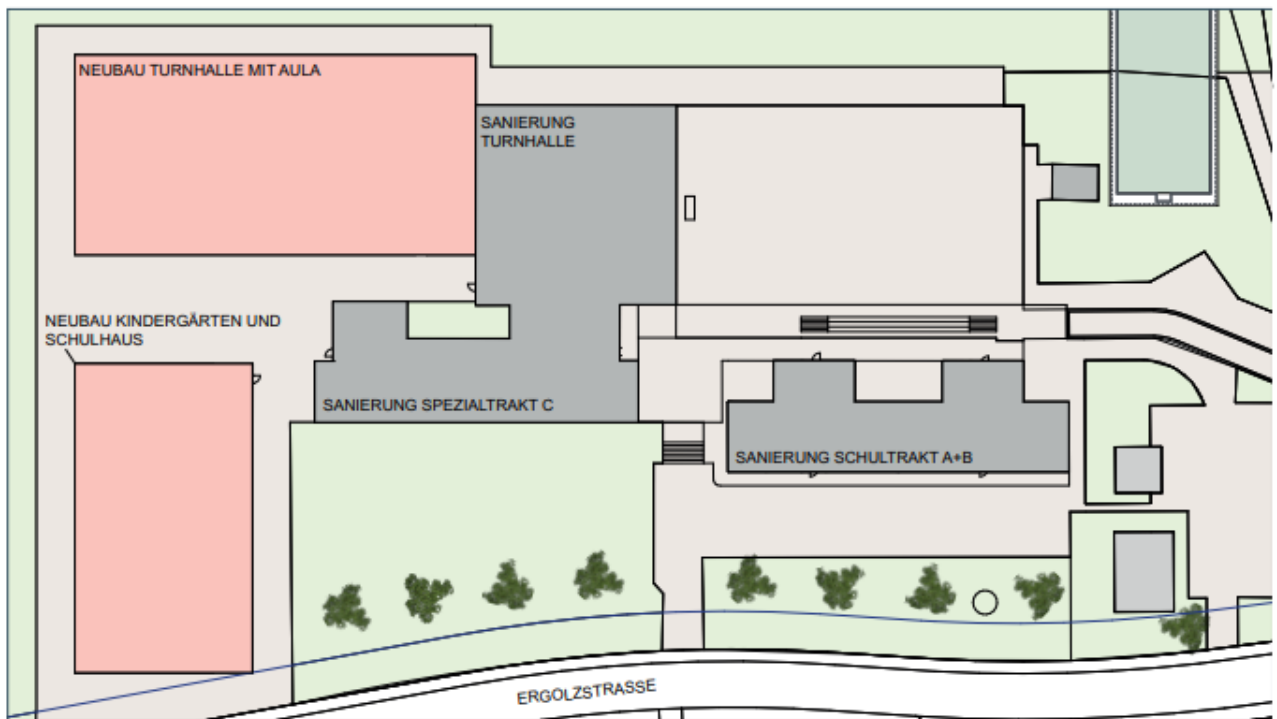 NEUBAU TURNHALLE MIT AULA
SANIERUNG
TURNHALLE
NEUBAU KINDERGÄRTEN UND
SCHULHAUS
SANIERUNG SPEZIALTRAKT C
SANIERUNG SCHULTRAKT A+B
ERGOLZSTRASSE